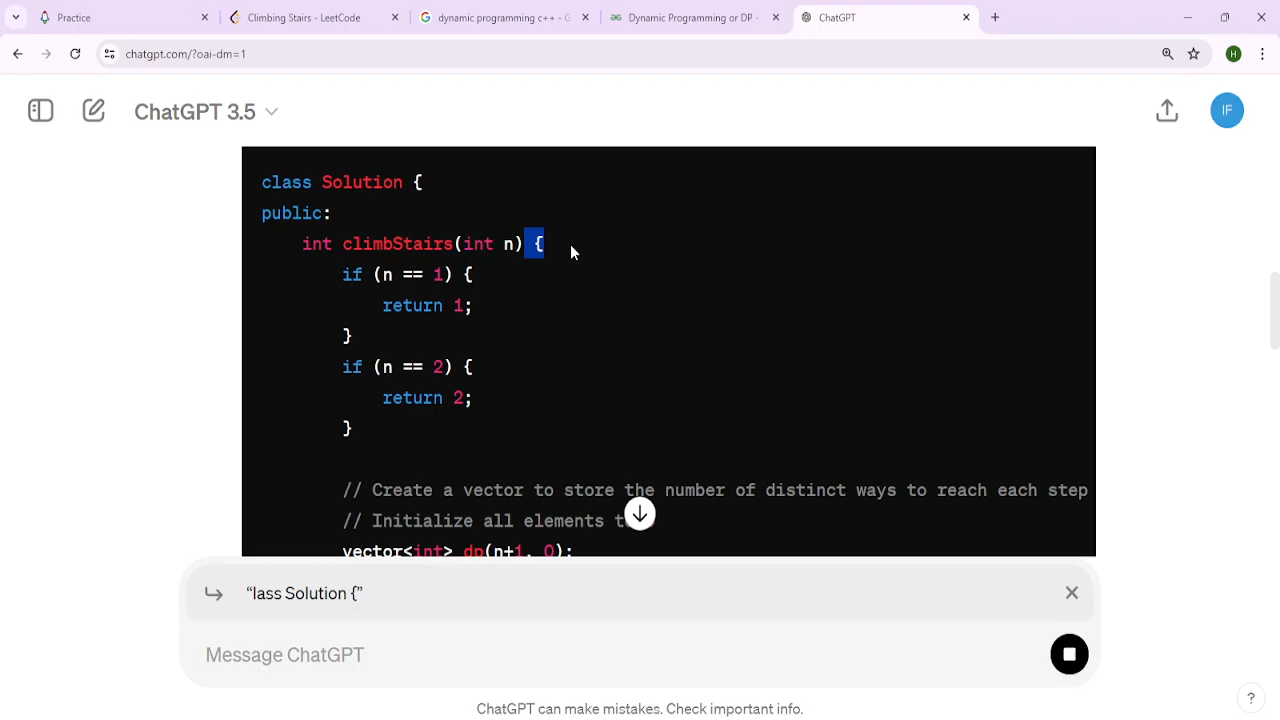 Practice
Climbing Stairs - LeetCode
dynamic programming c++ - G
Dynamic Programming or DP -
ChatGPT
chatgpt.com/?oai-dm=1
H
ChatGPT 3.5
IF
class Solution {
public:
int climbStairs(int n) {
if (n == 1) {
return 1;
}
if (n == 2) {
return 2;
}
// Create a vector to store the number of distinct ways to reach each step
// Initialize all elements
vector<int> dp(n+1, 0);
“lass Solution {”
Message ChatGPT
ChatGPT can make mistakes. Check important info.
?